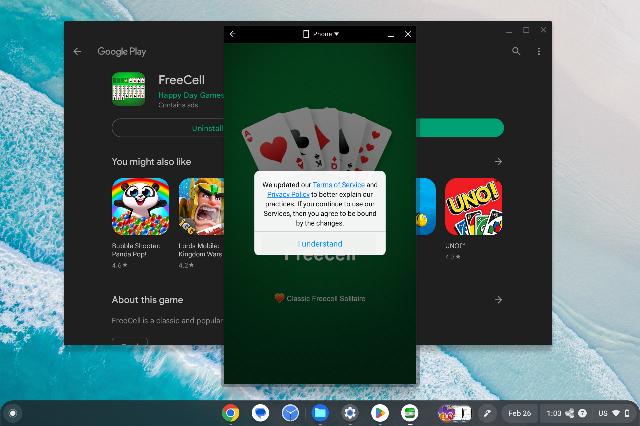 Phone
Google Play
FreeCell
Happy Day Games
Contains ads
Uninstall
You might also like
We updated our Terms of Service and
Privacy Policy to better explain our
practices. If you continue to use our
Services, then you agree to be bound
by the changes.
I understand
Freecell
Classic Freecell Solitaire
UNO!
Bubble Shooter:
Panda Pop!
4.6★
Lords Mobile:
Kingdom Wars
4.2★
UNO!™
About this game
FreeCell is a classic and popular
Feb 26
1:03
US